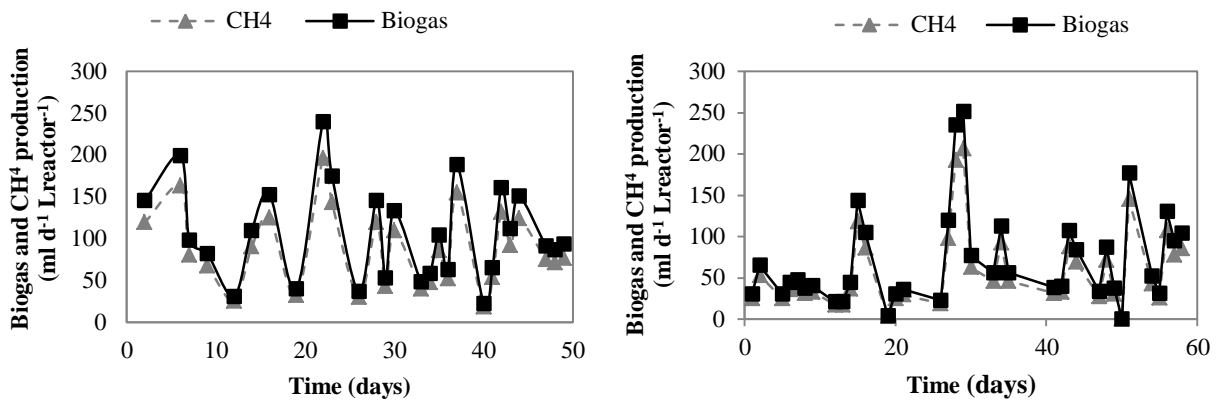 CH4 Biogas
Biogas and CH⁴ production
(ml d⁻¹ Lreactor⁻¹)
300
250
200
150
100
50
0
0 10 20 30 40 50
Time (days)
CH4 Biogas
Biogas and CH⁴ production
(ml d⁻¹ Lreactor⁻¹)
300
250
200
150
100
50
0
0 20 40 60
Time (days)